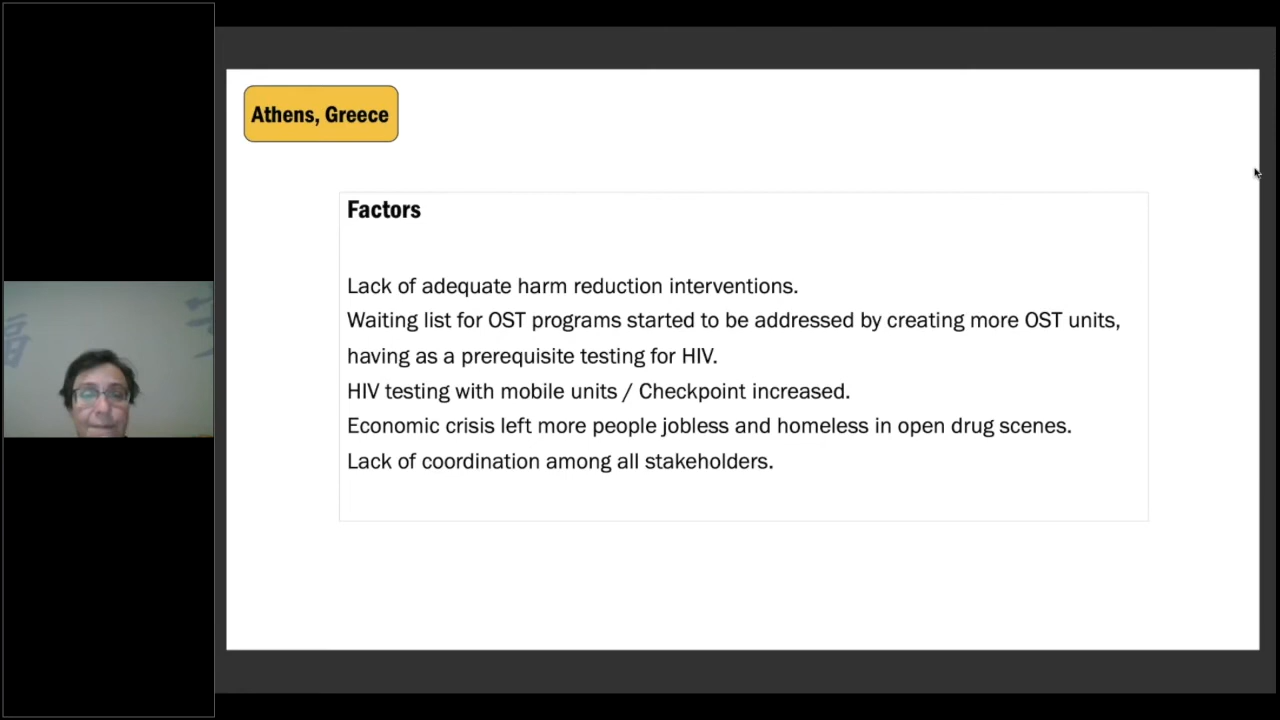 Athens, Greece
Factors
Lack of adequate harm reduction interventions.
Waiting list for OST programs started to be addressed by creating more OST units,
having as a prerequisite testing for HIV.
HIV testing with mobile units / Checkpoint increased.
Economic crisis left more people jobless and homeless in open drug scenes.
Lack of coordination among all stakeholders.
福